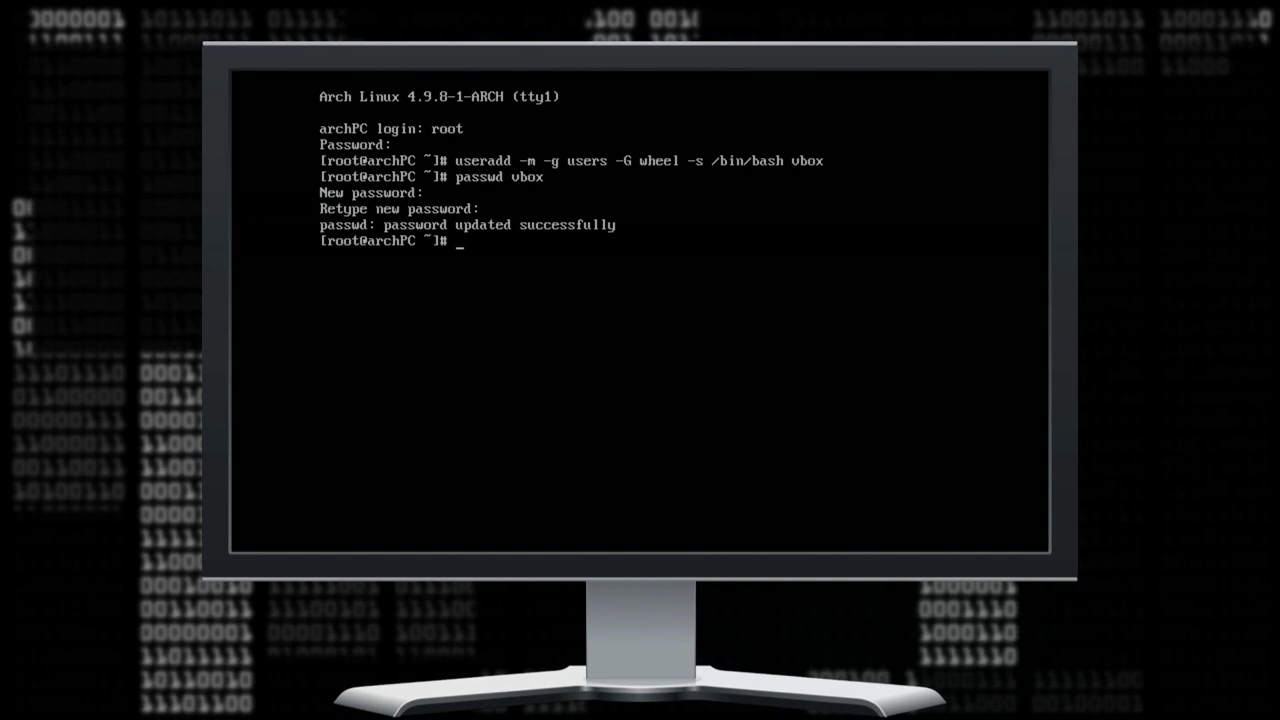 Arch Linux 4.9.8-1-ARCH (tty1)
archPC login: root
Password:
[root@archPC ~]# useradd -m -g users -G wheel -s /bin/bash vbox
[root@archPC ~]# passwd vbox
New password:
Retype new password:
passwd: password updated successfully
[root@archPC ~]# _